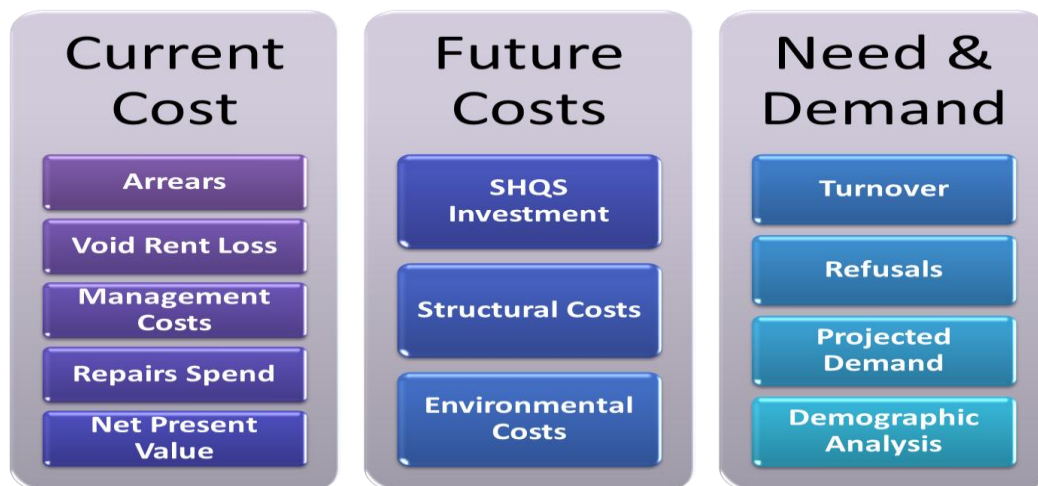 Current
Cost
Arrears
Void Rent Loss
Management
Costs
Repairs Spend
Net Present
Value
Future
Costs
SHQS
Investment
Structural Costs
Environmental
Costs
Need &
Demand
Turnover
Refusals
Projected
Demand
Demographic
Analysis